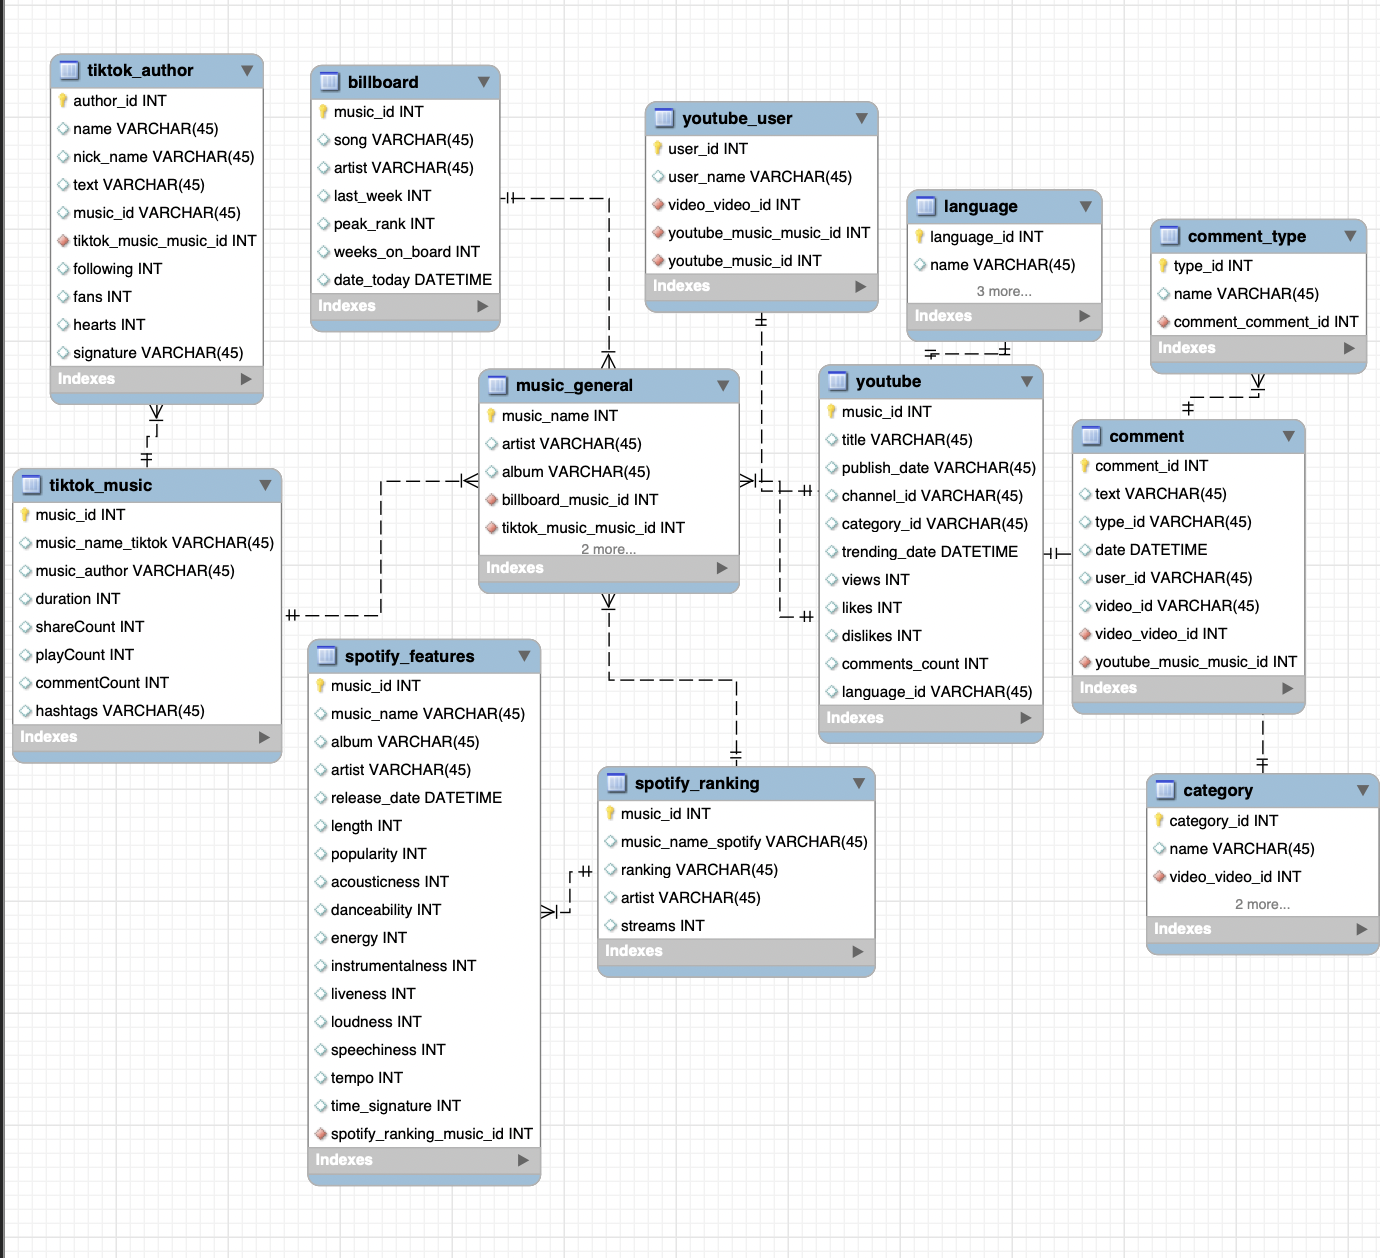 tiktok_author
author_id INT
name VARCHAR(45)
nick_name VARCHAR(45)
text VARCHAR(45)
music_id VARCHAR(45)
tiktok_music_music_id INT
following INT
fans INT
hearts INT
signature VARCHAR(45)
Indexes
billboard
music_id INT
song VARCHAR(45)
artist VARCHAR(45)
last_week INT
peak_rank INT
weeks_on_board INT
date_today DATETIME
Indexes
youtube_user
user_id INT
user_name VARCHAR(45)
video_video_id INT
youtube_music_music_id INT
youtube_music_id INT
Indexes
language
language_id INT
name VARCHAR(45)
3 more...
Indexes
comment_type
type_id INT
name VARCHAR(45)
comment_comment_id INT
Indexes
tiktok_music
music_id INT
music_name_tiktok VARCHAR(45)
music_author VARCHAR(45)
duration INT
shareCount INT
playCount INT
commentCount INT
hashtags VARCHAR(45)
Indexes
music_general
music_name INT
artist VARCHAR(45)
album VARCHAR(45)
billboard_music_id INT
tiktok_music_music_id INT
2 more...
Indexes
youtube
music_id INT
title VARCHAR(45)
publish_date VARCHAR(45)
channel_id VARCHAR(45)
category_id VARCHAR(45)
trending_date DATETIME
views INT
likes INT
dislikes INT
comments_count INT
language_id VARCHAR(45)
Indexes
comment
comment_id INT
text VARCHAR(45)
type_id VARCHAR(45)
date DATETIME
user_id VARCHAR(45)
video_id VARCHAR(45)
video_video_id INT
youtube_music_music_id INT
Indexes
spotify_features
music_id INT
music_name VARCHAR(45)
album VARCHAR(45)
artist VARCHAR(45)
release_date DATETIME
length INT
popularity INT
acousticness INT
danceability INT
energy INT
instrumentalness INT
liveness INT
loudness INT
speechiness INT
tempo INT
time_signature INT
spotify_ranking_music_id INT
Indexes
spotify_ranking
music_id INT
music_name_spotify VARCHAR(45)
ranking VARCHAR(45)
artist VARCHAR(45)
streams INT
Indexes
category
category_id INT
name VARCHAR(45)
video_video_id INT
2 more...
Indexes